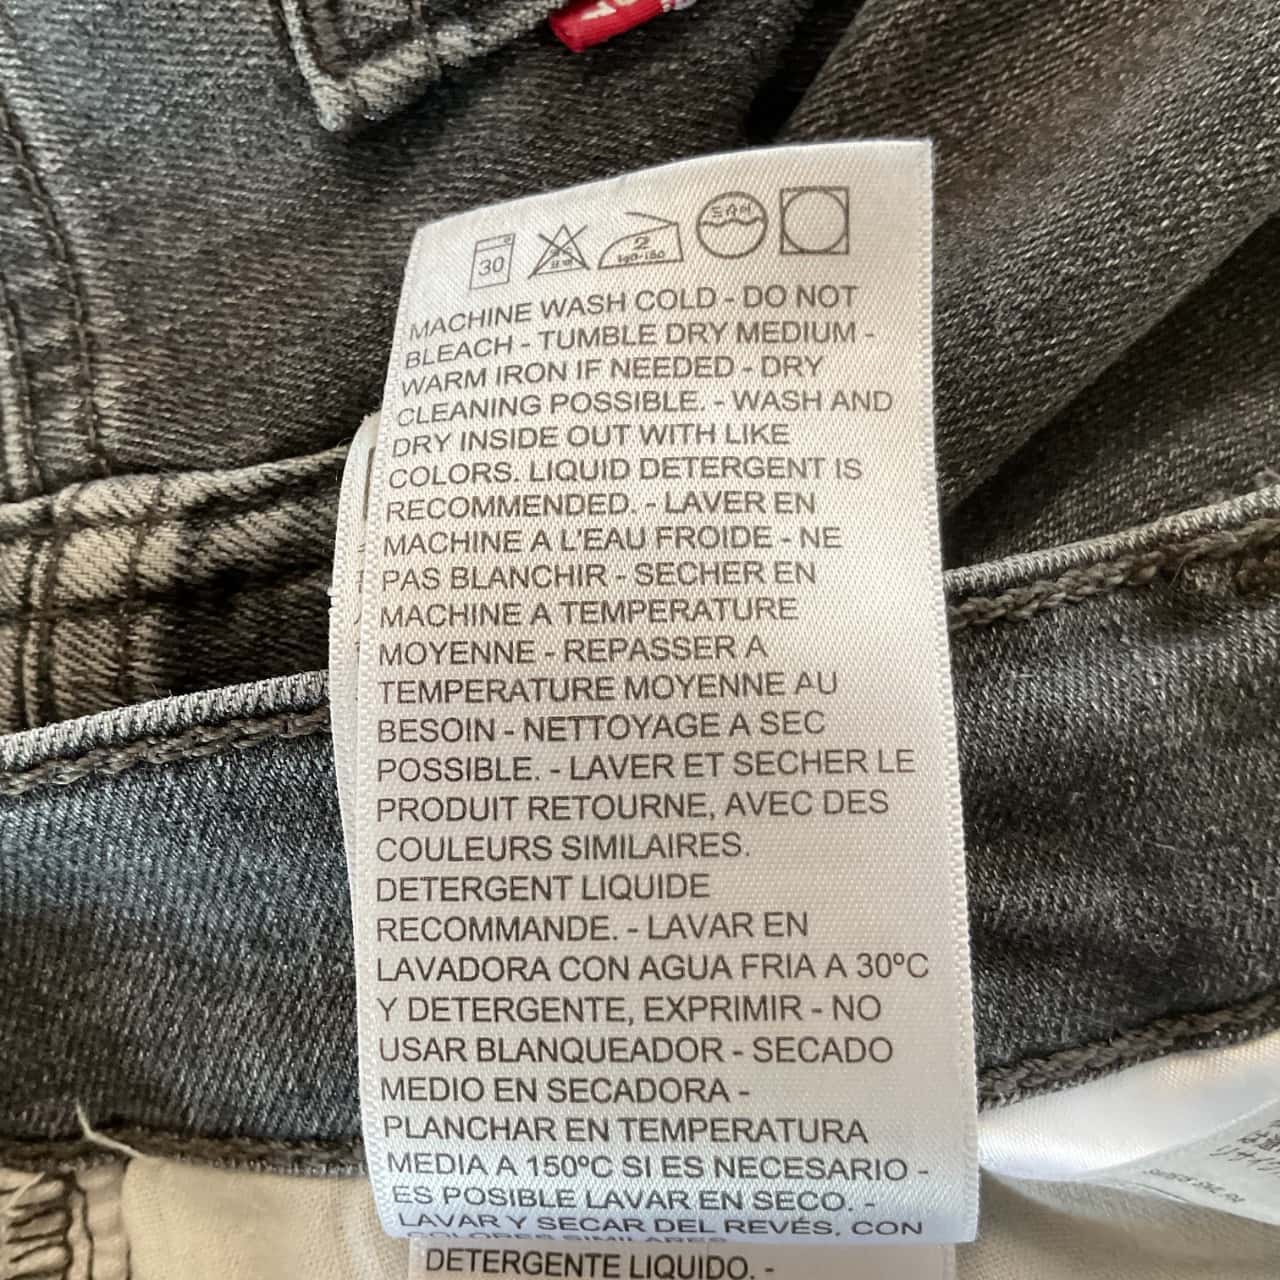 30
2
MACHINE WASH COLD - DO NOT
BLEACH - TUMBLE DRY MEDIUM -
WARM IRON IF NEEDED - DRY
CLEANING POSSIBLE. - WASH AND
DRY INSIDE OUT WITH LIKE
COLORS. LIQUID DETERGENT IS
RECOMMENDED. - LAVER EN
MACHINE A L'EAU FROIDE - NE
PAS BLANCHIR - SECHER EN
MACHINE A TEMPERATURE
MOYENNE - REPASSER A
TEMPERATURE MOYENNE AU
BESOIN - NETTOYAGE A SEC
POSSIBLE. - LAVER ET SECHER LE
PRODUIT RETOURNE, AVEC DES
COULEURS SIMILAIRES.
DETERGENT LIQUIDE
RECOMMANDE. - LAVAR EN
LAVADORA CON AGUA FRIA A 30ºC
Y DETERGENTE, EXPRIMIR - NO
USAR BLANQUEADOR - SECADO
MEDIO EN SECADORA -
PLANCHAR EN TEMPERATURA
MEDIA A 150ºC SI ES NECESARIO -
ES POSIBLE LAVAR EN SECO. -
LAVAR Y SECAR DEL REVÉS, CON
COLORES SIMILARES
DETERGENTE LIQUIDO. -